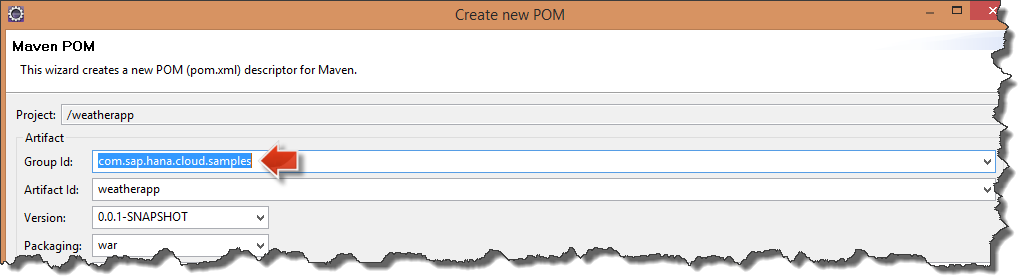 Create new POM
Maven POM
This wizard creates a new POM (pom.xml) descriptor for Maven.
Project: /weatherapp
Artifact
Group Id: com.sap.hana.cloud.samples
Artifact Id: weatherapp
Version: 0.0.1-SNAPSHOT
Packaging: war